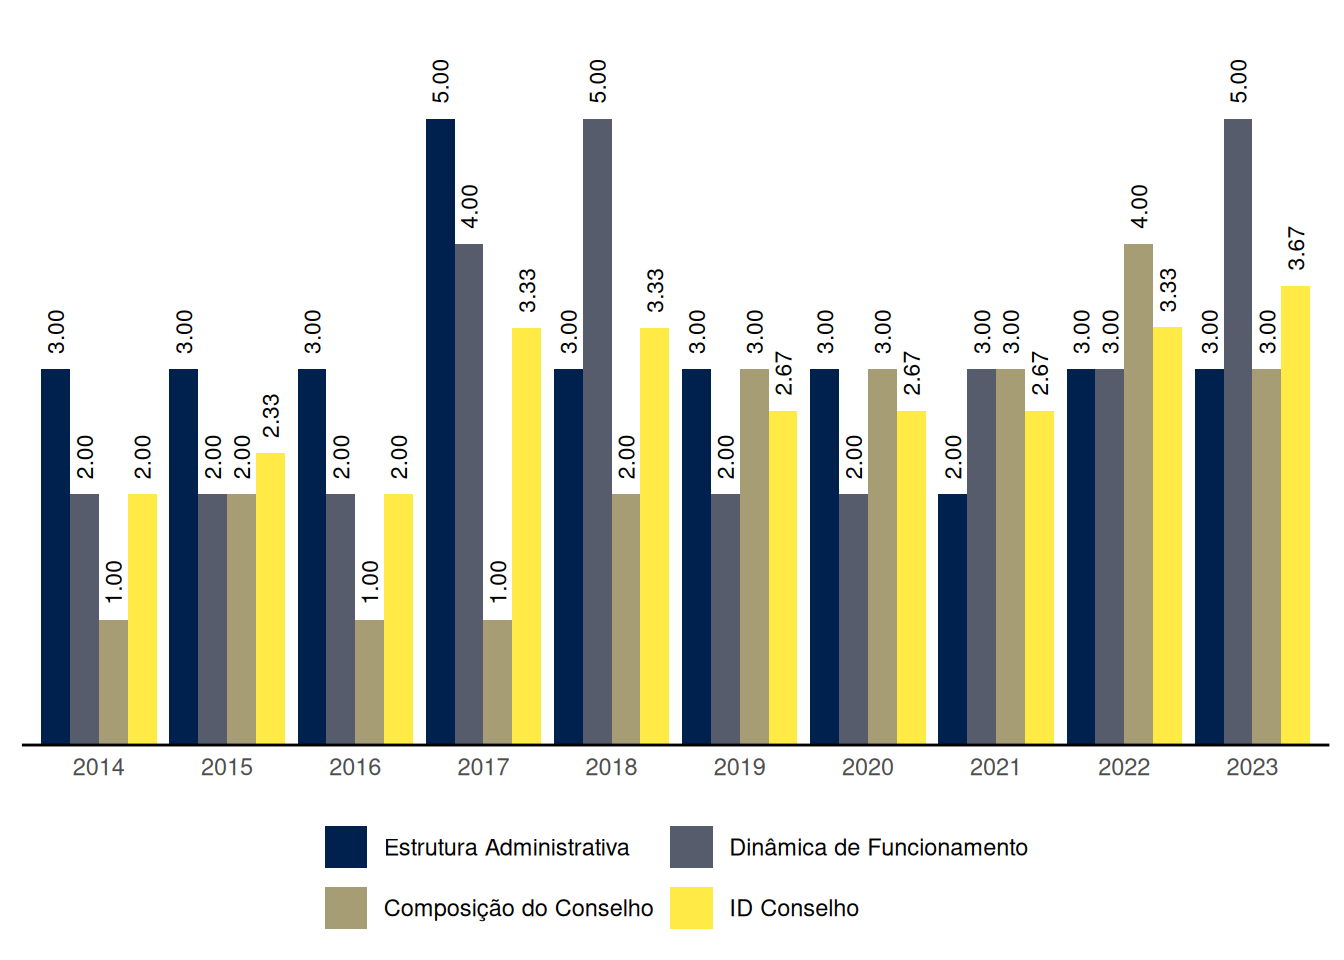 3.00 2.00 1.00 2.00
3.00 2.00 2.00 2.33
3.00 2.00 1.00 2.00
5.00 4.00 1.00 3.33
3.00 5.00 2.00 3.33
3.00 2.00 3.00 2.67
3.00 2.00 3.00 2.67
2.00 3.00 3.00 2.67
3.00 3.00 4.00 3.33
3.00 5.00 3.00 3.67
2014 2015 2016 2017 2018 2019 2020 2021 2022 2023
Estrutura Administrativa Dinâmica de Funcionamento
Composição do Conselho ID Conselho